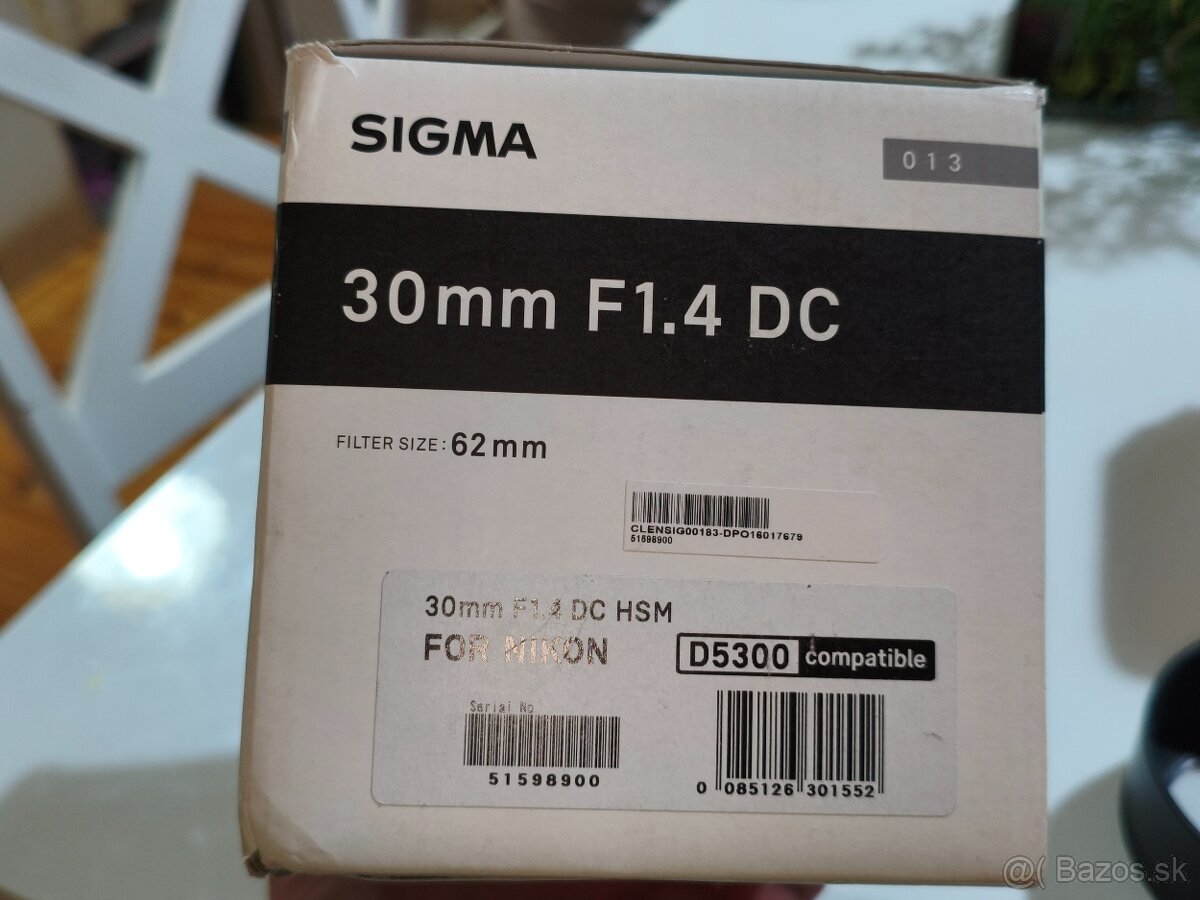 SIGMA
013
30mm F1.4 DC
FILTER SIZE: 62mm
CLENSIG00183-DPO16017679
51598900
30mm F1.4 DC HSM
FOR NIKON
D5300 compatible
Serial No
51598900
0 085126 301552
@( Bazos.sk